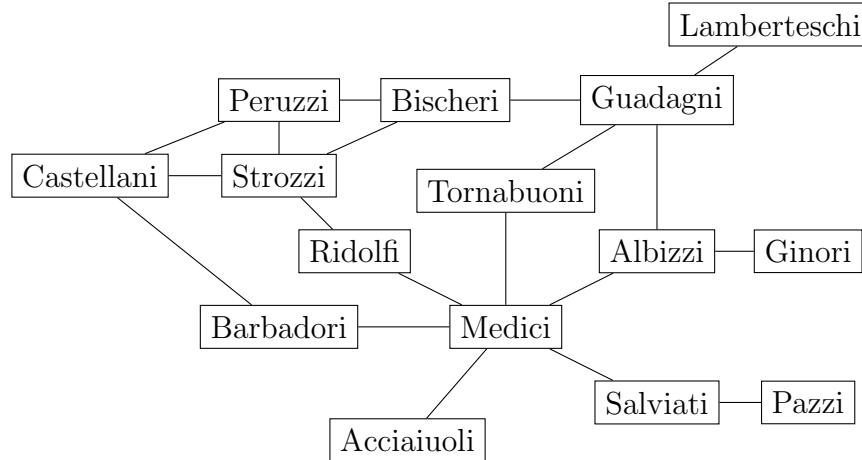 Lamberteschi
Peruzzi
Bischeri
Guadagni
Castellani
Strozzi
Tornabuoni
Ridolfi
Albizzi
Ginori
Barbadori
Medici
Salviati
Pazzi
Acciaiuoli